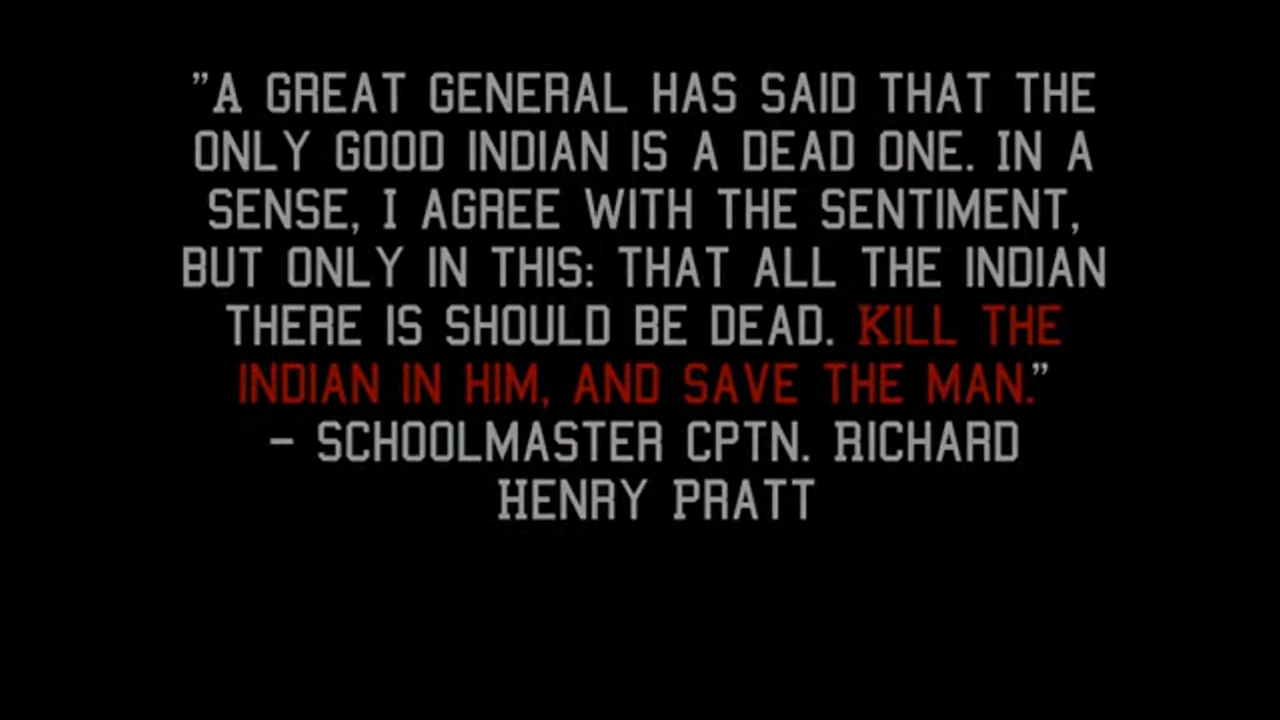 "A GREAT GENERAL HAS SAID THAT THE
ONLY GOOD INDIAN IS A DEAD ONE. IN A
SENSE, I AGREE WITH THE SENTIMENT,
BUT ONLY IN THIS: THAT ALL THE INDIAN
THERE IS SHOULD BE DEAD. KILL THE
INDIAN IN HIM, AND SAVE THE MAN."
– SCHOOLMASTER CPTN. RICHARD
HENRY PRATT